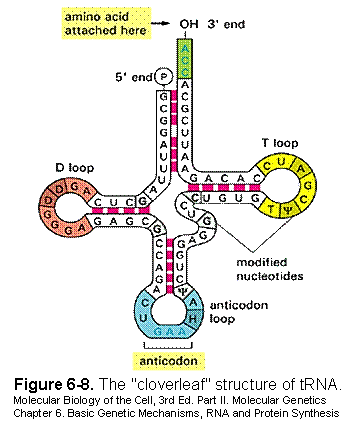 amino acid
attached here
OH 3' end
A
C
C
A
C
G
C
U
U
A
A
5' end P
G
C
G
G
A
U
U
U
A
T loop
G A C A C C U A G C
C U G U G T Ψ
D loop
D D G A C U C G
G G G A G A G C G
C U G G A G
modified
nucleotides
C
C
A
G
A
C
U
G A A
G
U
C
Ψ
A
H
anticodon
loop
anticodon
Figure 6-8. The "cloverleaf" structure of tRNA.
Molecular Biology of the Cell, 3rd Ed. Part II. Molecular Genetics
Chapter 6. Basic Genetic Mechanisms, RNA and Protein Synthesis